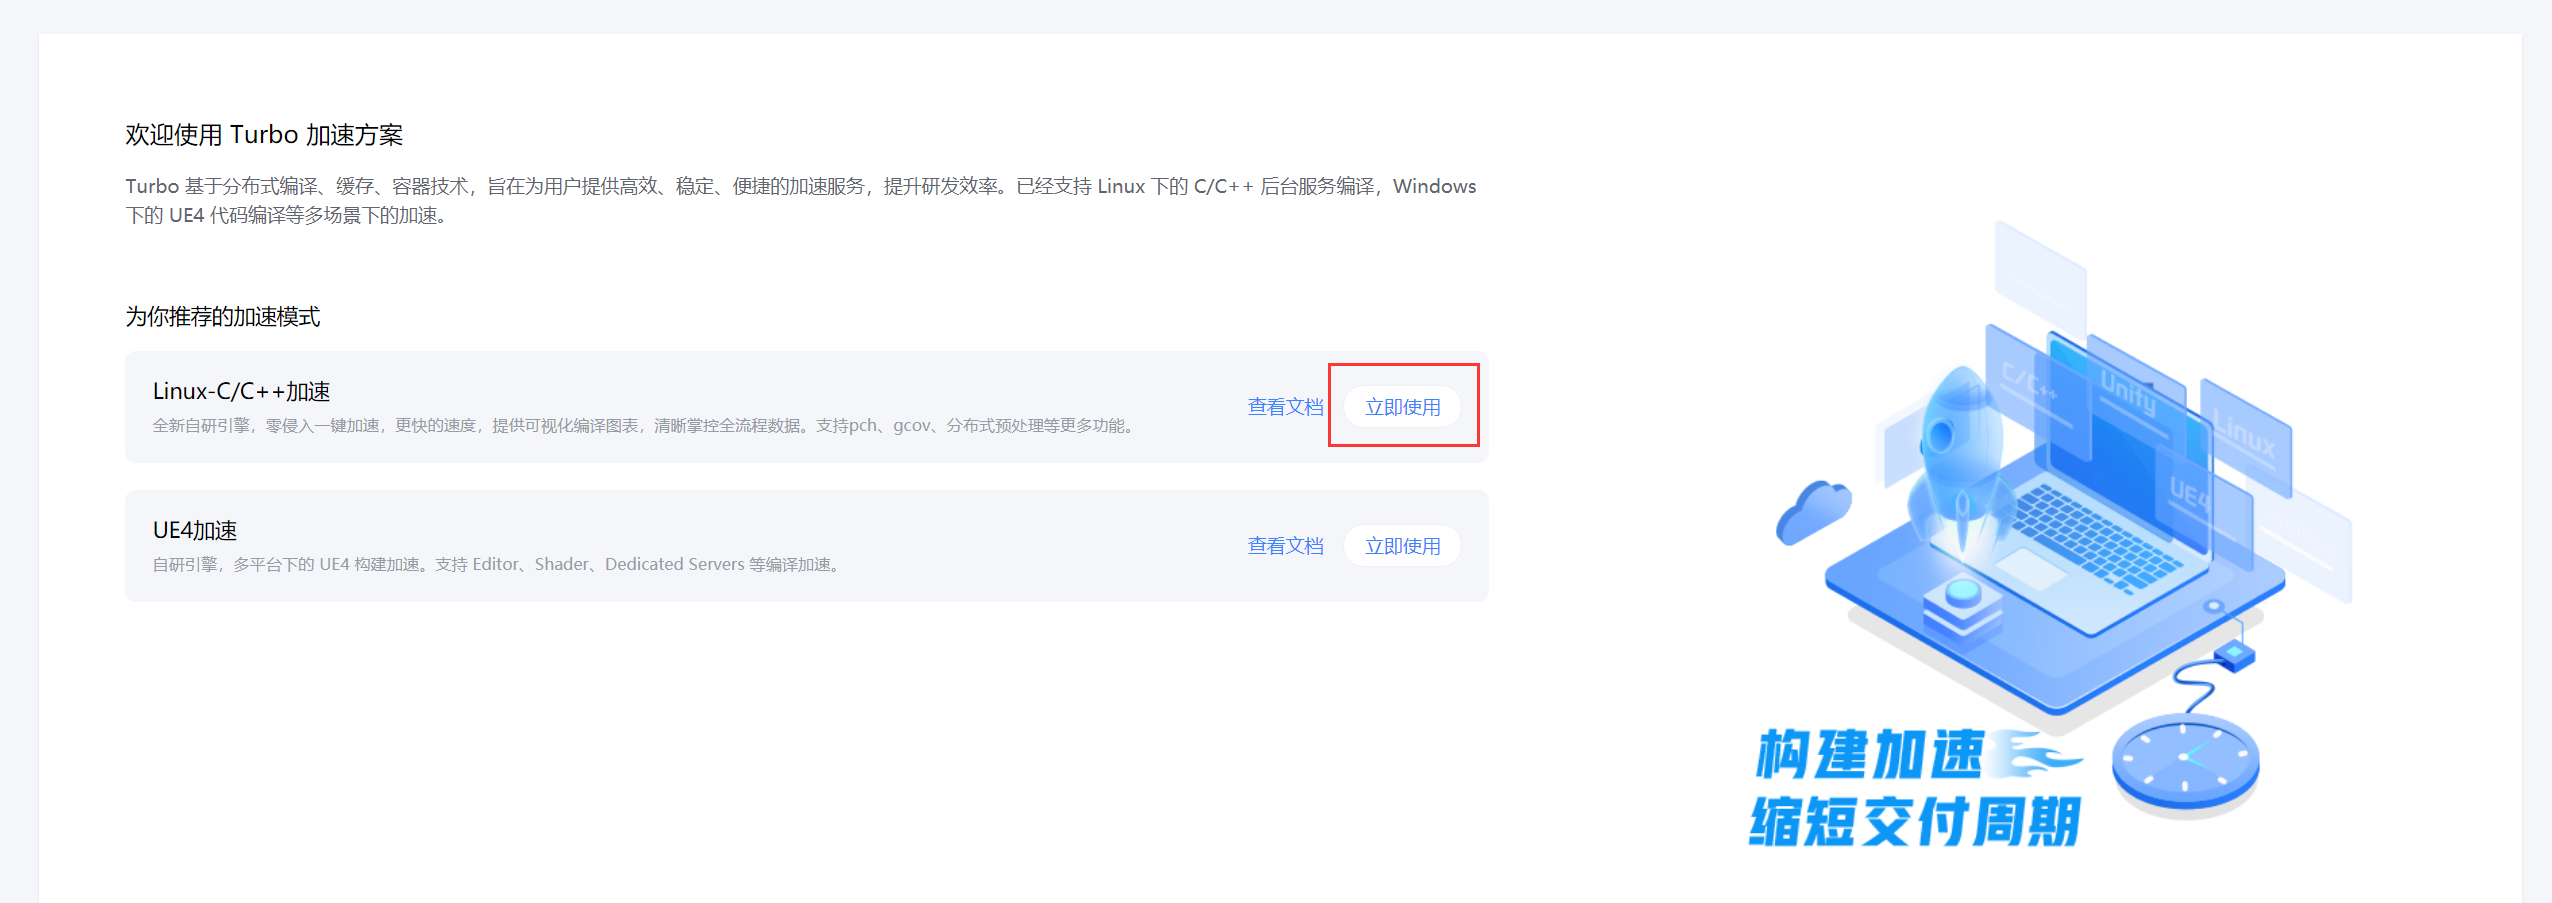 欢迎使用 Turbo 加速方案
Turbo 基于分布式编译、缓存、容器技术，旨在为用户提供高效、稳定、便捷的加速服务，提升研发效率。已经支持 Linux 下的 C/C++ 后台服务编译，Windows
下的 UE4 代码编译等多场景下的加速。
为你推荐的加速模式
Linux-C/C++加速
全新自研引擎，零侵入一键加速，更快的速度，提供可视化编译图表，清晰掌控全流程数据。支持pch、gcov、分布式预处理等更多功能。
查看文档 立即使用
UE4加速
自研引擎，多平台下的 UE4 构建加速。支持 Editor、Shader、Dedicated Servers 等编译加速。
查看文档 立即使用
C/C++
Unity
Linux
UE4
构建加速
缩短交付周期